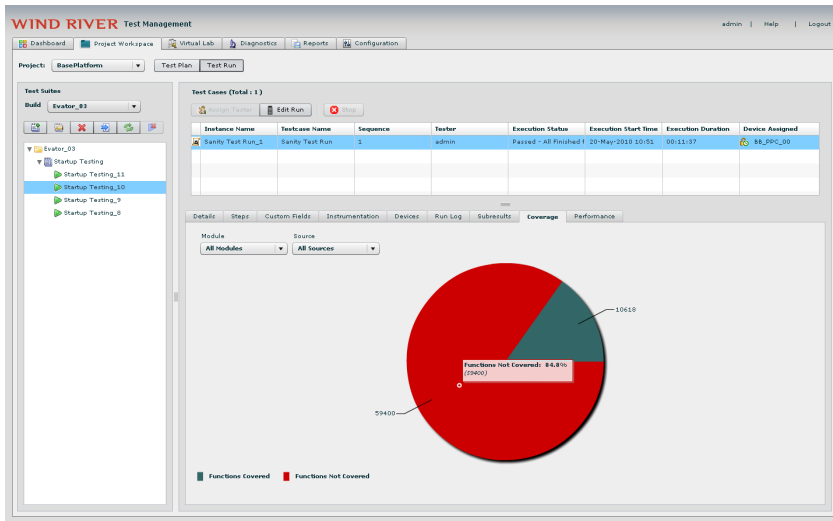 WIND RIVER Test Management
admin | Help | Logout
Dashboard Project Workspace Virtual Lab Diagnostics Reports Configuration
Project: BasePlatform Test Plan Test Run
Test Suites
Build Evator_03
Evator_03
Startup Testing
Startup Testing_11
Startup Testing_10
Startup Testing_9
Startup Testing_8
Test Cases (Total : 1)
Assign Tester Edit Run Stop
Instance Name Testcase Name Sequence Tester Execution Status Execution Start Time Execution Duration Device Assigned
Sanity Test Run_1 Sanity Test Run 1 admin Passed - All Finished 20-May-2010 10:51 00:11:37 BB_PPC_00
Details Steps Custom Fields Instrumentation Devices Run Log Subresults Coverage Performance
Module Source
All Modules All Sources
10618
Functions Not Covered: 84.8%
(59400)
59400
Functions Covered Functions Not Covered